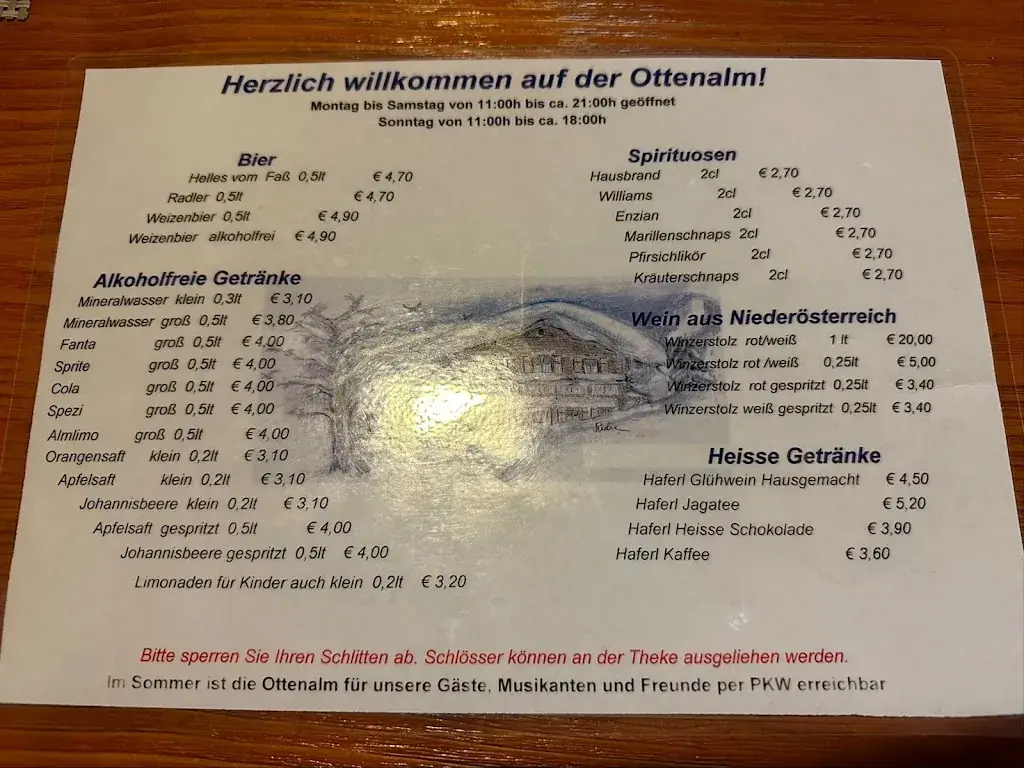 Herzlich willkommen auf der Ottenalm!
Montag bis Samstag von 11:00h bis ca. 21:00h geöffnet
Sonntag von 11:00h bis ca. 18:00h
Bier
Helles vom Faß 0,5lt € 4,70
Radler 0,5lt € 4,70
Weizenbier 0,5lt € 4,90
Weizenbier alkoholfrei € 4,90
Alkoholfreie Getränke
Mineralwasser klein 0,3lt € 3,10
Mineralwasser groß 0,5lt € 3,80
Fanta groß 0,5lt € 4,00
Sprite groß 0,5lt € 4,00
Cola groß 0,5lt € 4,00
Spezi groß 0,5lt € 4,00
Almlimo groß 0,5lt € 4,00
Orangensaft klein 0,2lt € 3,10
Apfelsaft klein 0,2lt € 3,10
Johannisbeere klein 0,2lt € 3,10
Apfelsaft gespritzt 0,5lt € 4,00
Johannisbeere gespritzt 0,5lt € 4,00
Limonaden für Kinder auch klein 0,2lt € 3,20
Spirituosen
Hausbrand 2cl € 2,70
Williams 2cl € 2,70
Enzian 2cl € 2,70
Marillenschnaps 2cl € 2,70
Pfirsichlikör 2cl € 2,70
Kräuterschnaps 2cl € 2,70
Wein aus Niederösterreich
Winzerstolz rot/weiß 1 lt € 20,00
Winzerstolz rot /weiß 0,25lt € 5,00
Winzerstolz rot gespritzt 0,25lt € 3,40
Winzerstolz weiß gespritzt 0,25lt € 3,40
Heisse Getränke
Haferl Glühwein Hausgemacht € 4,50
Haferl Jagatee € 5,20
Haferl Heisse Schokolade € 3,90
Haferl Kaffee € 3,60
Bitte sperren Sie Ihren Schlitten ab. Schlösser können an der Theke ausgeliehen werden.
Im Sommer ist die Ottenalm für unsere Gäste, Musikanten und Freunde per PKW erreichbar